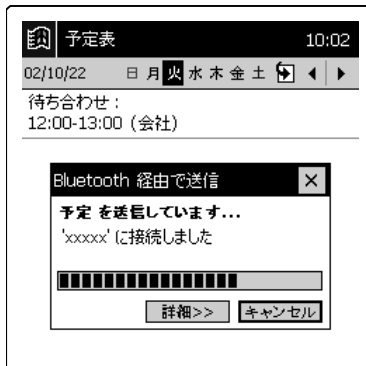 予定表 10:02
02/10/22 日 月 火 水 木 金 土
待ち合わせ：
12:00-13:00 (会社)
Bluetooth 経由で送信
予定 を送信しています...
'xxxxx' に接続しました
詳細>> キャンセル